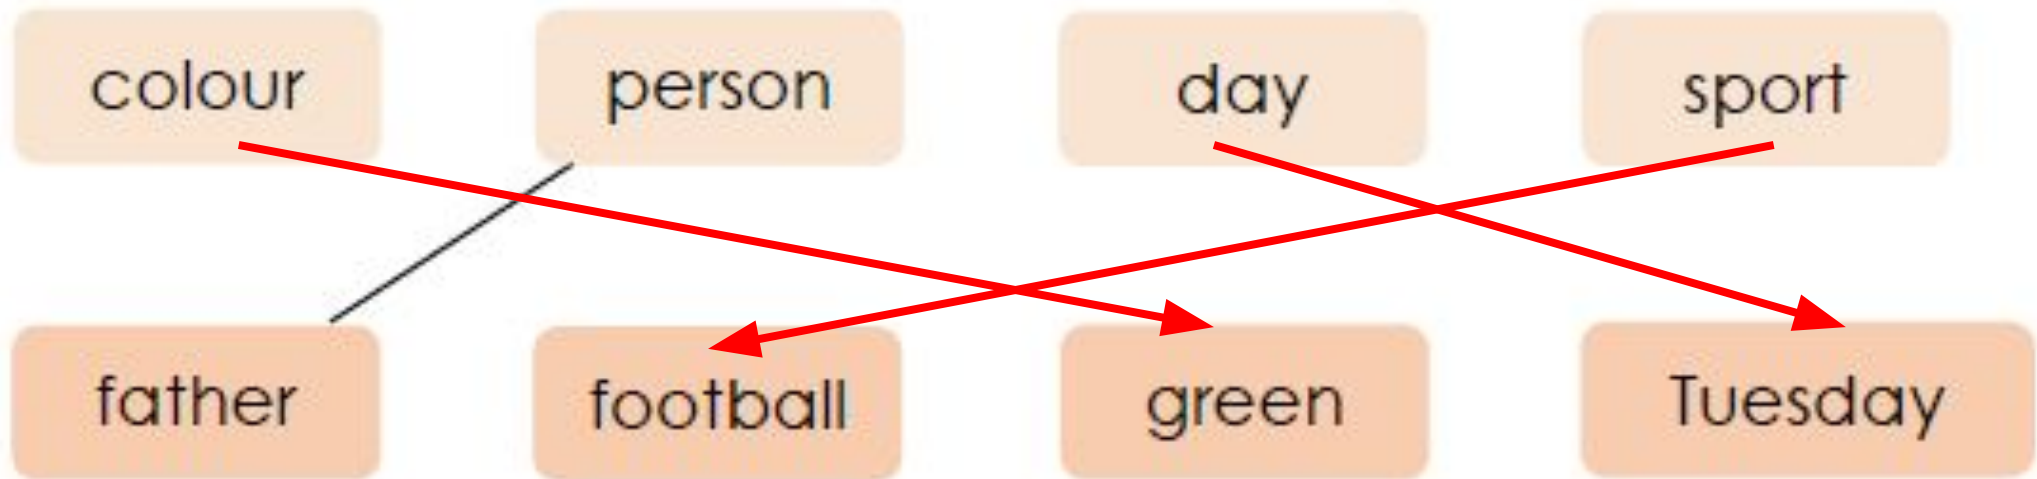 colour person day sport
father football green Tuesday